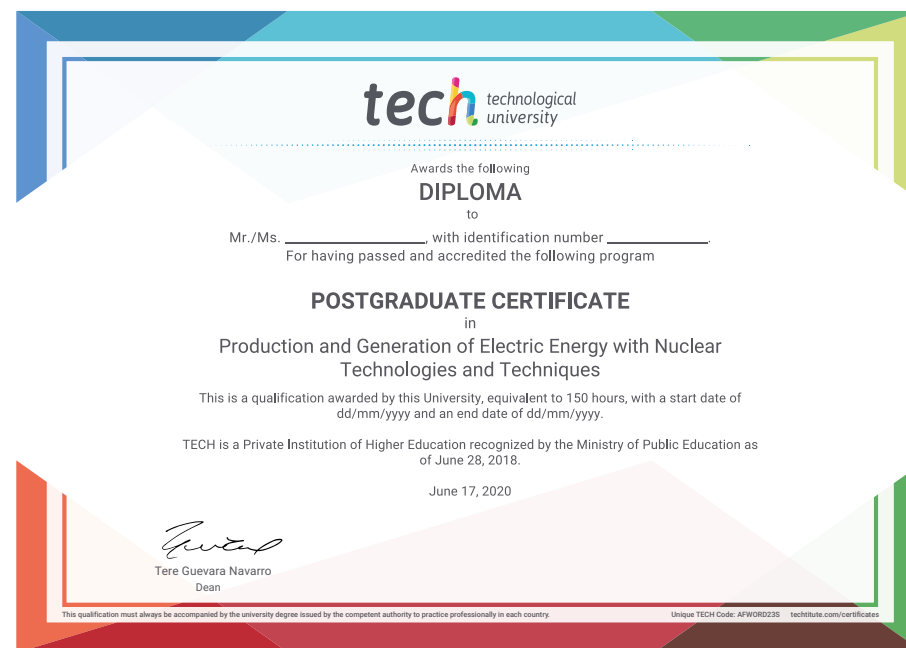 tech technological
university
Awards the following
DIPLOMA
to
Mr./Ms. ____________________, with identification number ______________.
For having passed and accredited the following program
POSTGRADUATE CERTIFICATE
in
Production and Generation of Electric Energy with Nuclear
Technologies and Techniques
This is a qualification awarded by this University, equivalent to 150 hours, with a start date of
dd/mm/yyyy and an end date of dd/mm/yyyy.
TECH is a Private Institution of Higher Education recognized by the Ministry of Public Education as
of June 28, 2018.
June 17, 2020
Tere Guevara Navarro
Dean
This qualification must always be accompanied by the university degree issued by the competent authority to practice professionally in each country. Unique TECH Code: AFWORD23S techtitute.com/certificates